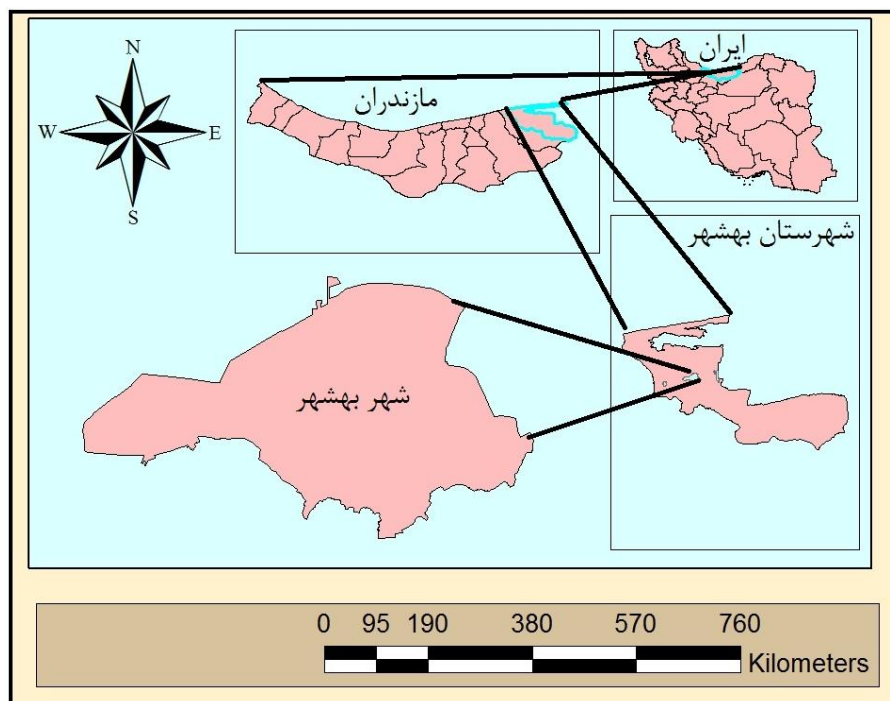 N
W
E
S
ایران
مازندران
شهرستان بهشهر
شهر بهشهر
0 95 190 380 570 760
Kilometers